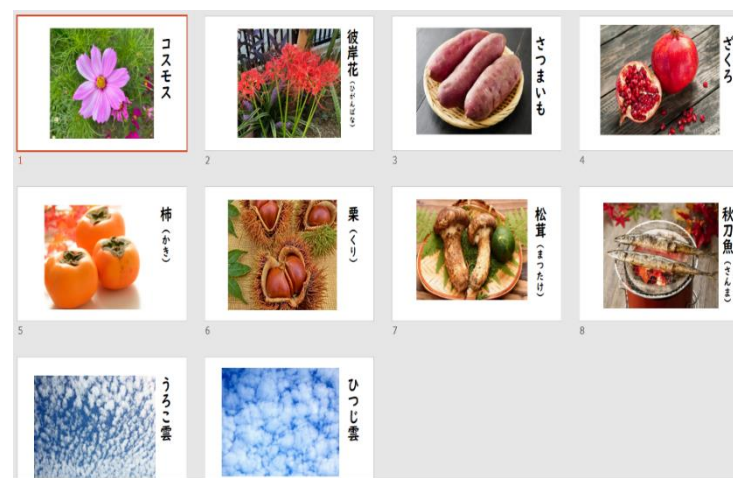 コスモス
1
彼岸花(ひがんばな)
2
さつまいも
3
ざくろ
4
柿(かき)
5
栗(くり)
6
松茸(まつたけ)
7
秋刀魚(さんま)
8
うろこ雲
ひつじ雲